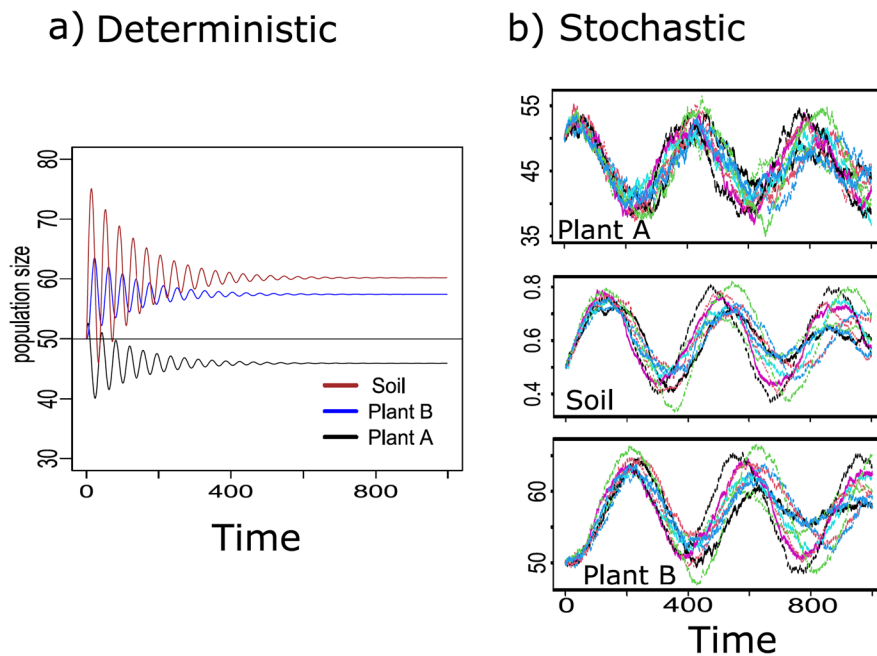 a) Deterministic
population size
80
70
60
50
40
30
Soil
Plant B
Plant A
0
400
800
Time
b) Stochastic
55
45
35
Plant A
0.8
0.6
0.4
Soil
60
50
Plant B
0
400
800
Time